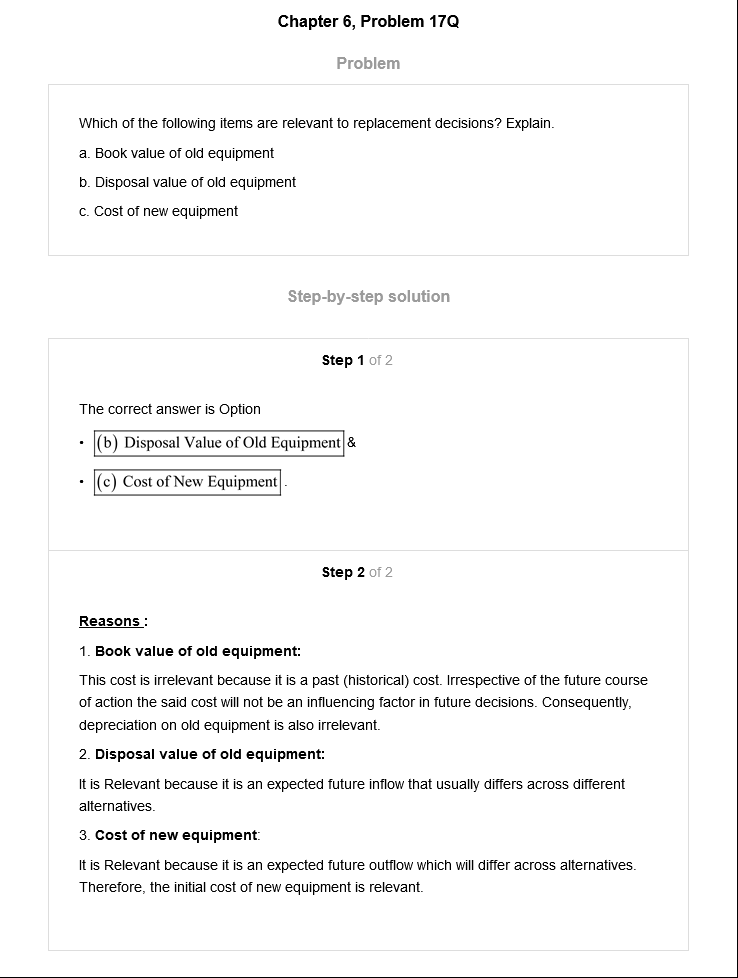 Chapter 6, Problem 17Q
Problem
Which of the following items are relevant to replacement decisions? Explain.
a. Book value of old equipment
b. Disposal value of old equipment
c. Cost of new equipment
Step-by-step solution
Step 1 of 2
The correct answer is Option
• (b) Disposal Value of Old Equipment &
• (c) Cost of New Equipment .
Step 2 of 2
Reasons :
1. Book value of old equipment:
This cost is irrelevant because it is a past (historical) cost. Irrespective of the future course
of action the said cost will not be an influencing factor in future decisions. Consequently,
depreciation on old equipment is also irrelevant.
2. Disposal value of old equipment:
It is Relevant because it is an expected future inflow that usually differs across different
alternatives.
3. Cost of new equipment:
It is Relevant because it is an expected future outflow which will differ across alternatives.
Therefore, the initial cost of new equipment is relevant.